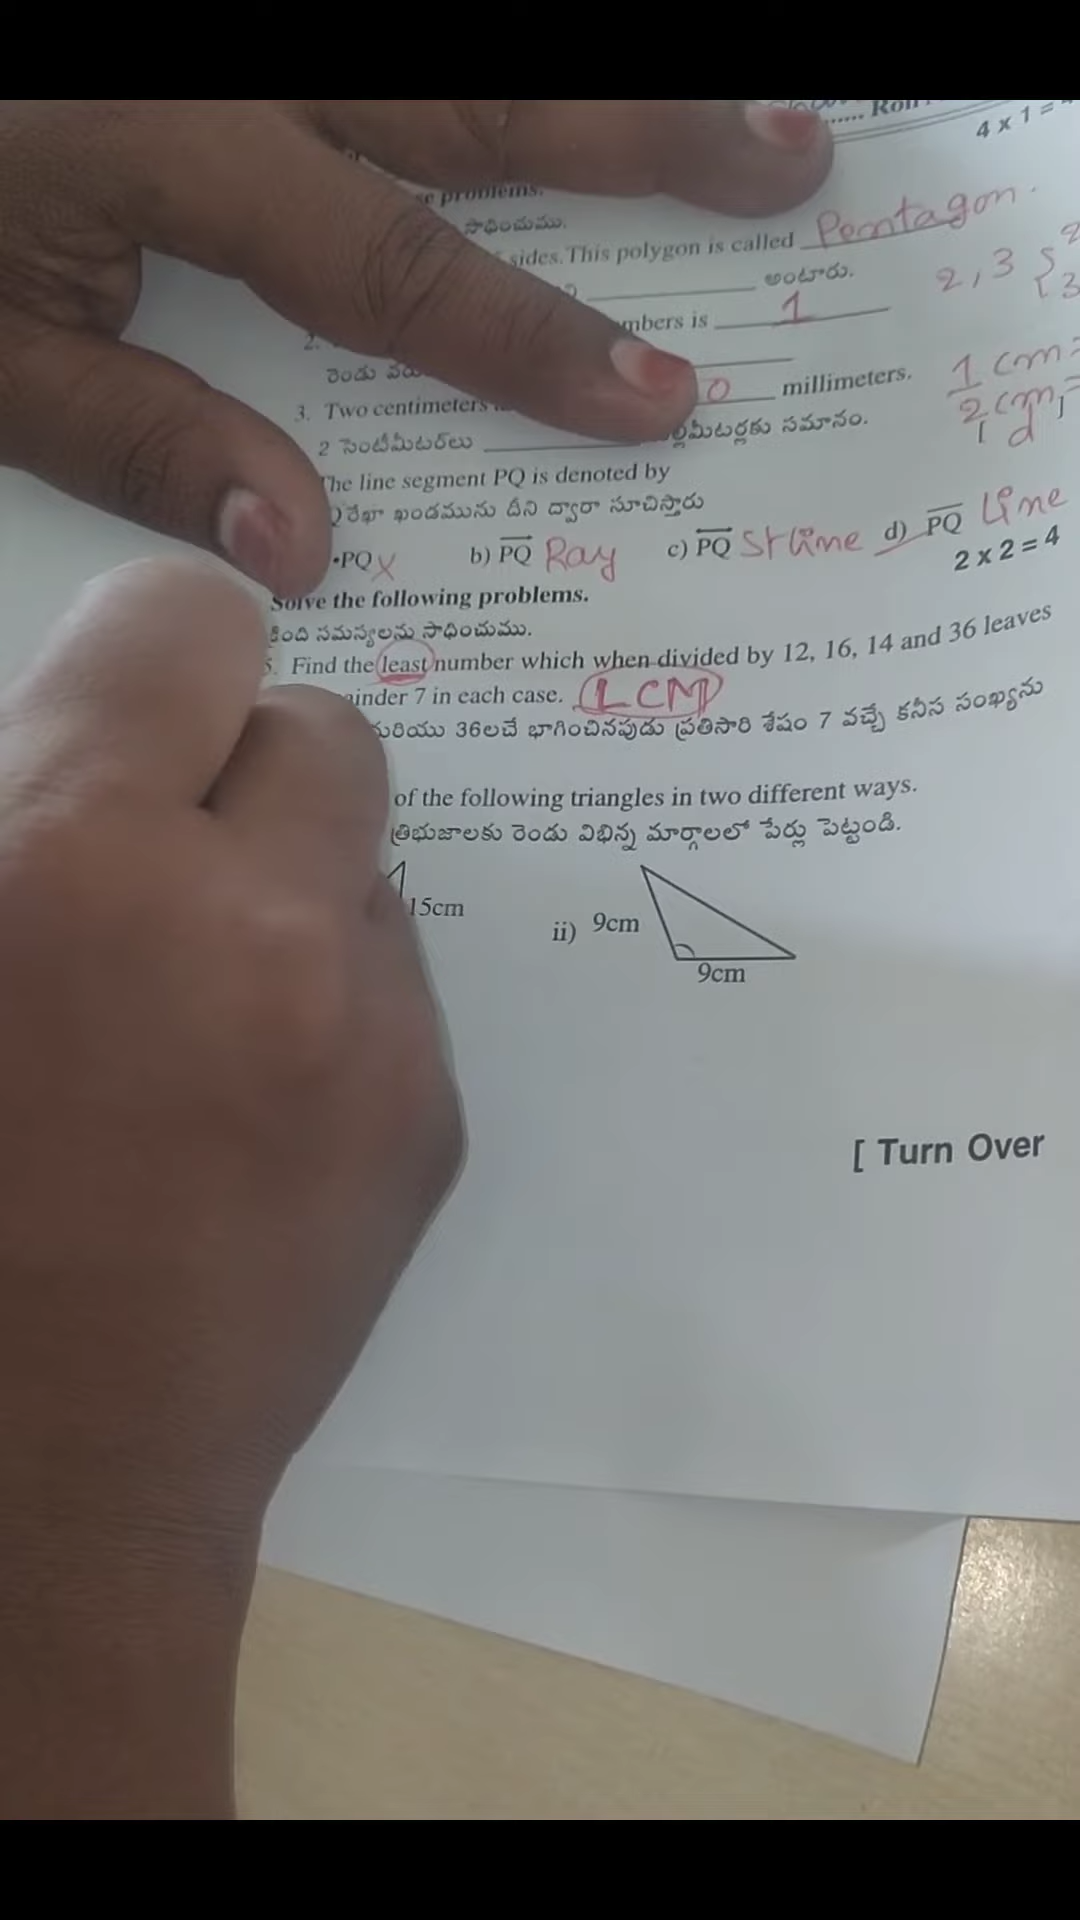 Roll
4 x 1 =
problems.
సాధించుము.
sides. This polygon is called Pentagon.
అంటారు.
2, 3 { 2
3
2. mbers is 1
రెండు
3. Two centimeters 0 millimeters. 1 cm =
2 సెంటీమీటర్‌లు మీటర్లకు సమానం. 2 cm =
The line segment PQ is denoted by
రేఖా ఖండమును దీని ద్వారా సూచిస్తారు
•PQ x b) PQ Ray c) PQ St line d) PQ line
2 x 2 = 4
Solve the following problems.
కింది సమస్యలను సాధించుము.
5. Find the least number which when divided by 12, 16, 14 and 36 leaves
ainder 7 in each case. LCM
మరియు 36లచే భాగించినపుడు ప్రతిసారి శేషం 7 వచ్చే కనీస సంఖ్యను
of the following triangles in two different ways.
త్రిభుజాలకు రెండు విభిన్న మార్గాలలో పేర్లు పెట్టండి.
15cm ii) 9cm
9cm
[ Turn Over